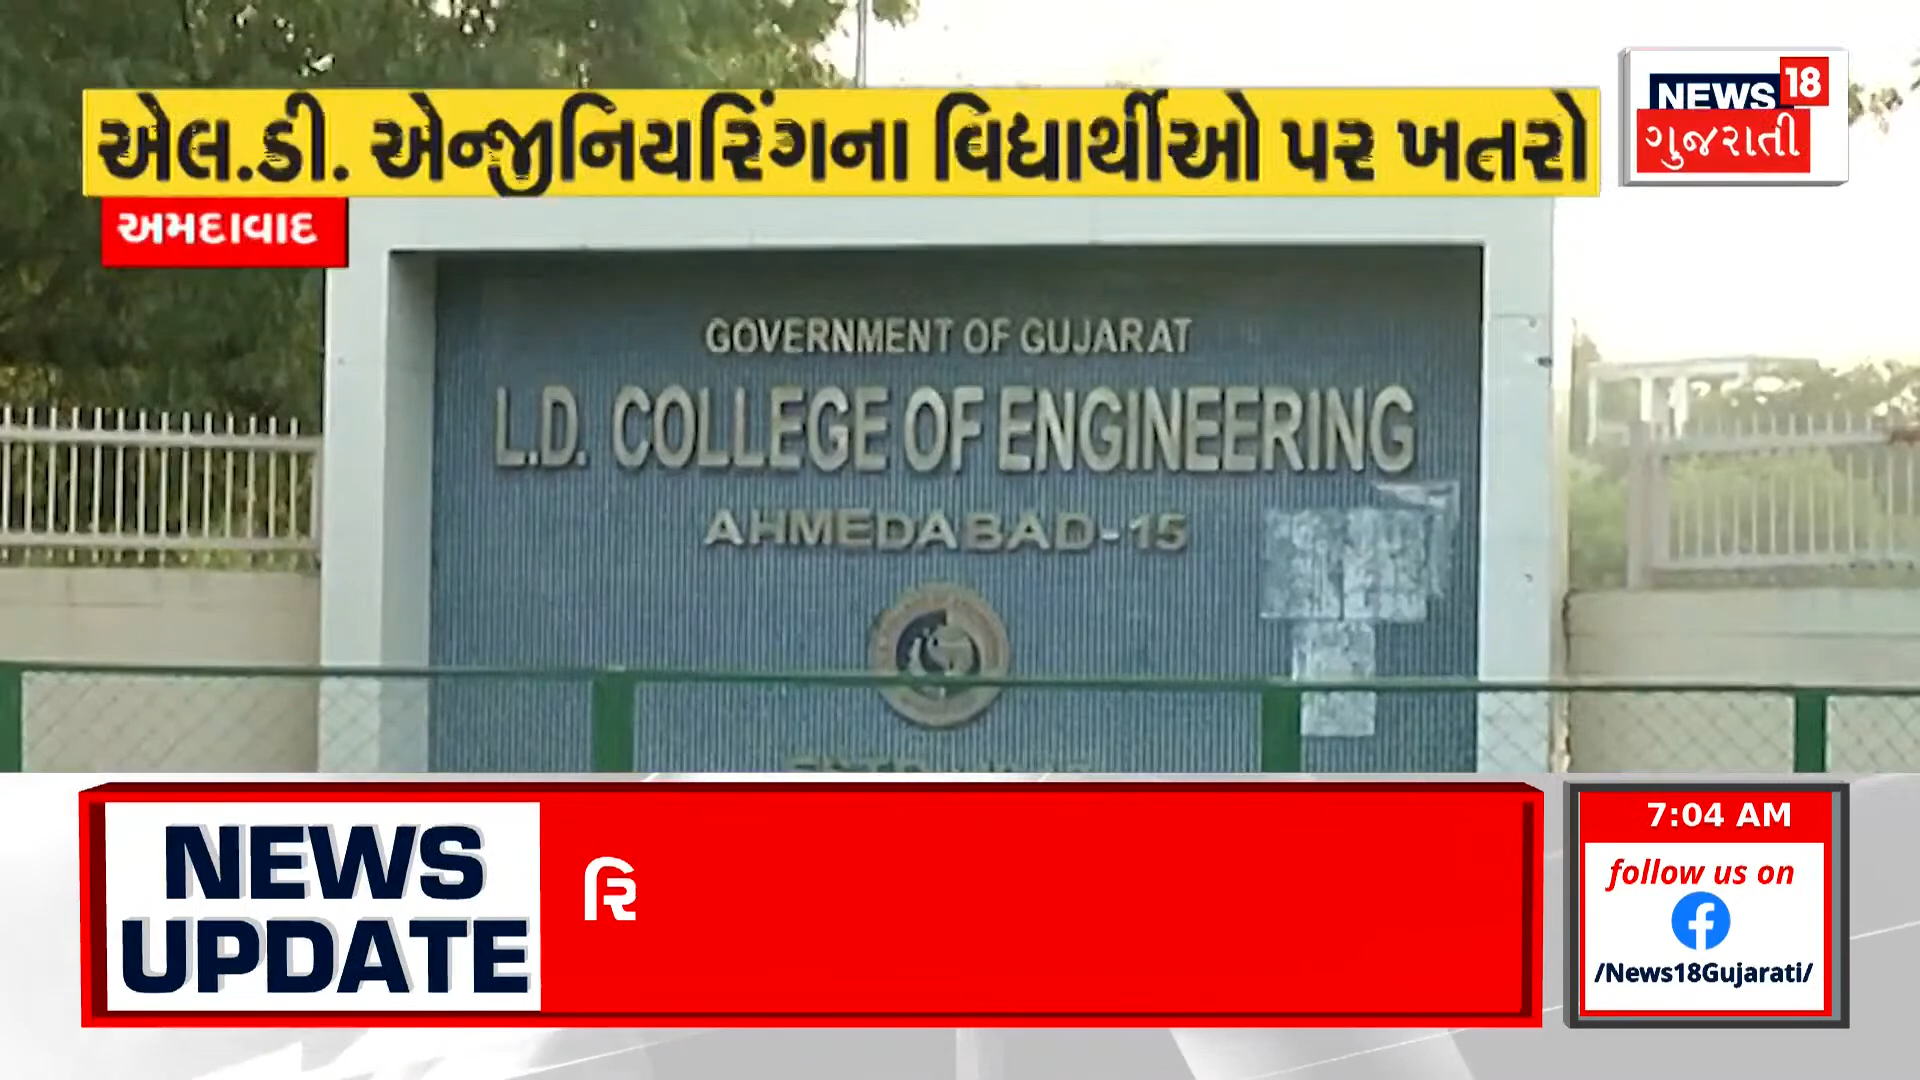 એલ.ડી. એન્જીનિયરિંગના વિદ્યાર્થીઓ પર ખતરો
NEWS 18
ગુજરાતી
અમદાવાદ
GOVERNMENT OF GUJARAT
L.D. COLLEGE OF ENGINEERING
AHMEDABAD-15
NEWS
UPDATE
રિ
7:04 AM
follow us on
/News18Gujarati/